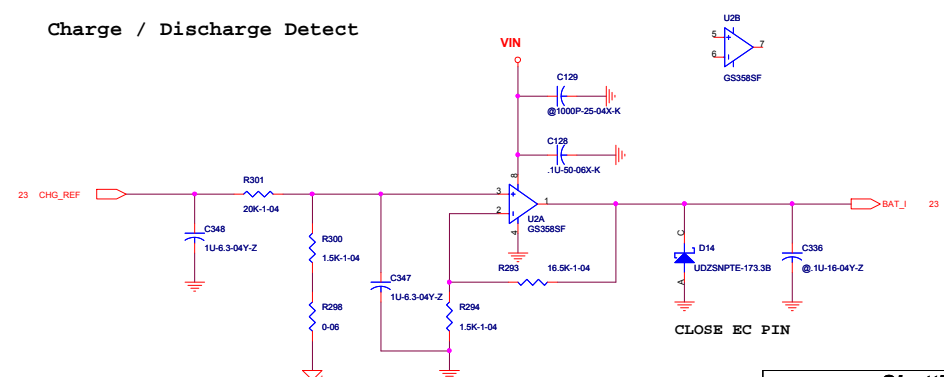 Charge / Discharge Detect
U2B
VIN
5
7
6
GS358SF
C129
@1000P-25-04X-K
C128
.1U-50-06X-K
8
R301
23 CHG_REF
3
1
BAT_I 23
20K-1-04
2
U2A
GS358SF
C348
4
C
R300
1U-6.3-04Y-Z
1.5K-1-04
D14
C336
R293
16.5K-1-04
UDZSNPTE-173.3B
@.1U-16-04Y-Z
C347
A
1U-6.3-04Y-Z
R298
R294
0-06
1.5K-1-04
CLOSE EC PIN